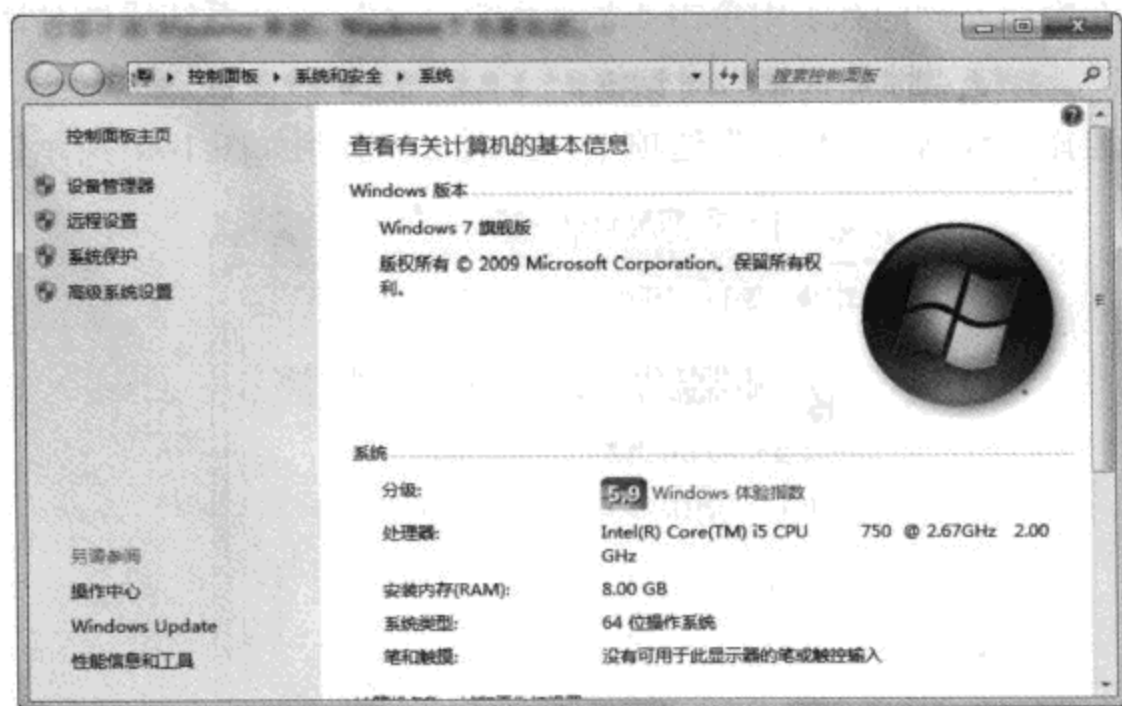 控制面板 ▸ 系统和安全 ▸ 系统
搜索控制面板
控制面板主页
设备管理器
远程设置
系统保护
高级系统设置
另请参阅
操作中心
Windows Update
性能信息和工具
查看有关计算机的基本信息
Windows 版本
Windows 7 旗舰版
版权所有 © 2009 Microsoft Corporation。保留所有权
利。
系统
分级: 5,9 Windows 体验指数
处理器: Intel(R) Core(TM) i5 CPU 750 @ 2.67GHz 2.00
GHz
安装内存(RAM): 8.00 GB
系统类型: 64 位操作系统
笔和触摸: 没有可用于此显示器的笔或触控输入